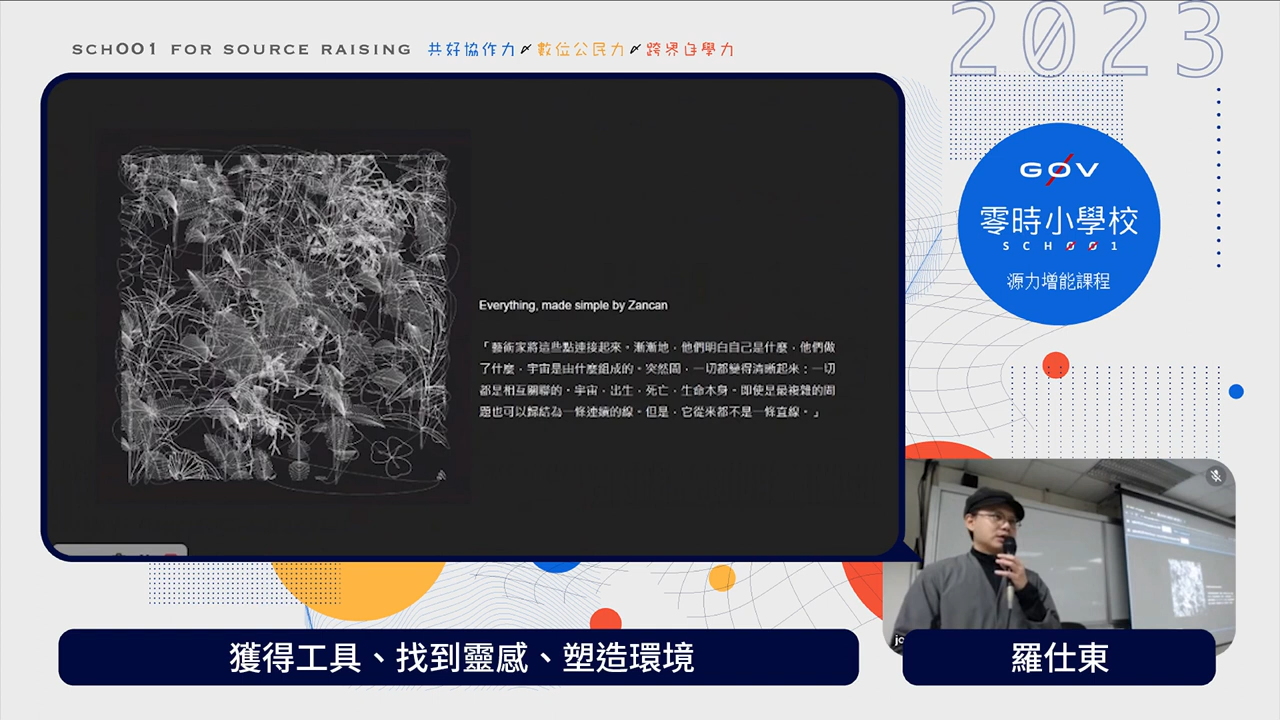 SCH001 FOR SOURCE RAISING 共好協作力 數位公民力 跨界自學力
2023
G0V
零時小學校
SCH001
源力增能課程
Everything, made simple by Zancan
「藝術家將這些點連接起來。漸漸地，他們明白自己是什麼，他們做
了什麼，宇宙是由什麼組成的。突然間，一切都變得清晰起來：一切
都是相互關聯的。宇宙，出生，死亡，生命本身。即使是最複雜的問
題也可以歸結為一條連續的線。但是，它從來都不是一條直線。」
獲得工具、找到靈感、塑造環境
羅仕東